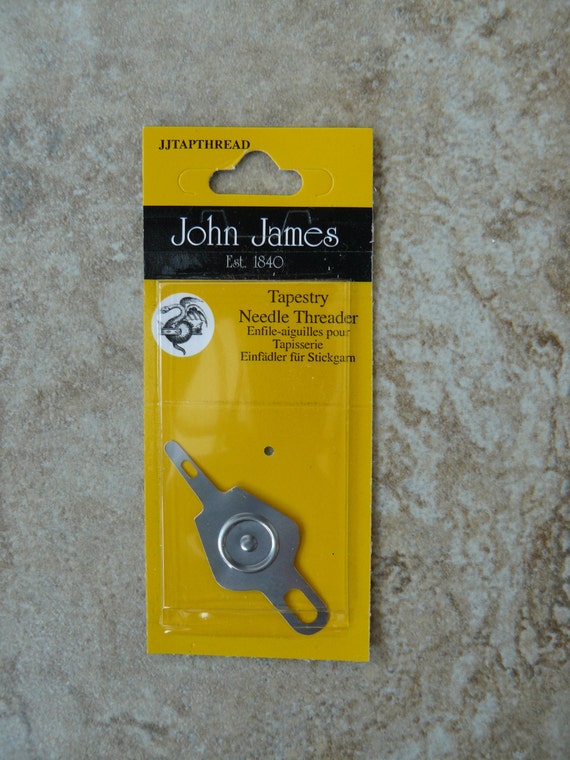 JJTAPTHREAD
John James
Est. 1840
Tapestry
Needle Threader
Enfile-aiguilles pour
Tapisserie
Einfädler für Stickgarn